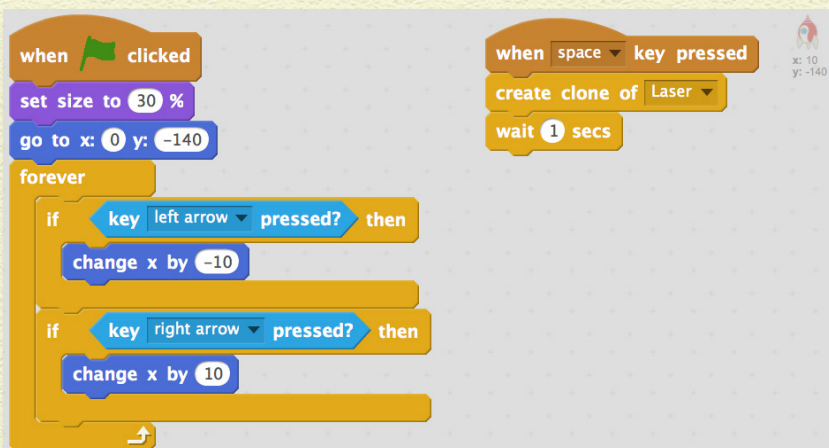 when clicked
set size to 30 %
go to x: 0 y: -140
forever
if key left arrow pressed? then
change x by -10
if key right arrow pressed? then
change x by 10
when space key pressed
create clone of Laser
wait 1 secs
x: 10
y: -140